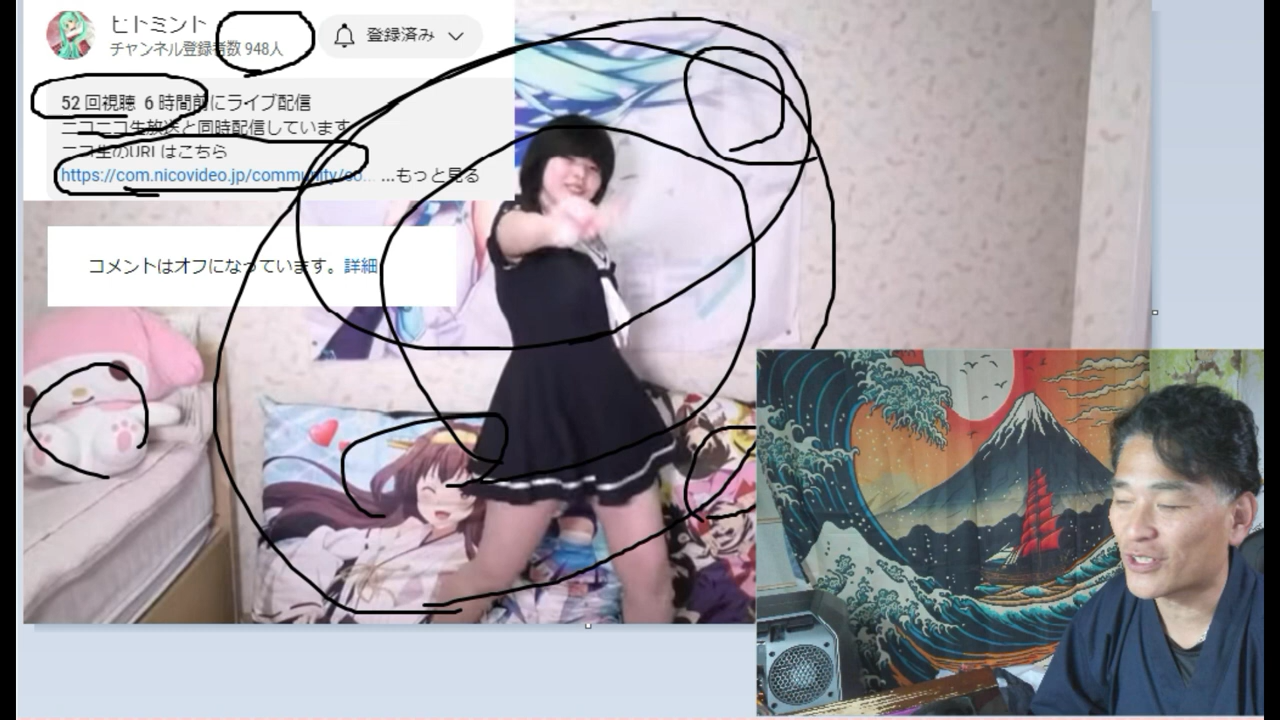 ヒトミント
チャンネル登録者数 948人
登録済み
52 回視聴 6 時間前にライブ配信
ニコニコ生放送と同時配信しています
ニコ生のURLはこちら
https://com.nicovideo.jp/community/co... ...もっと見る
コメントはオフになっています。詳細